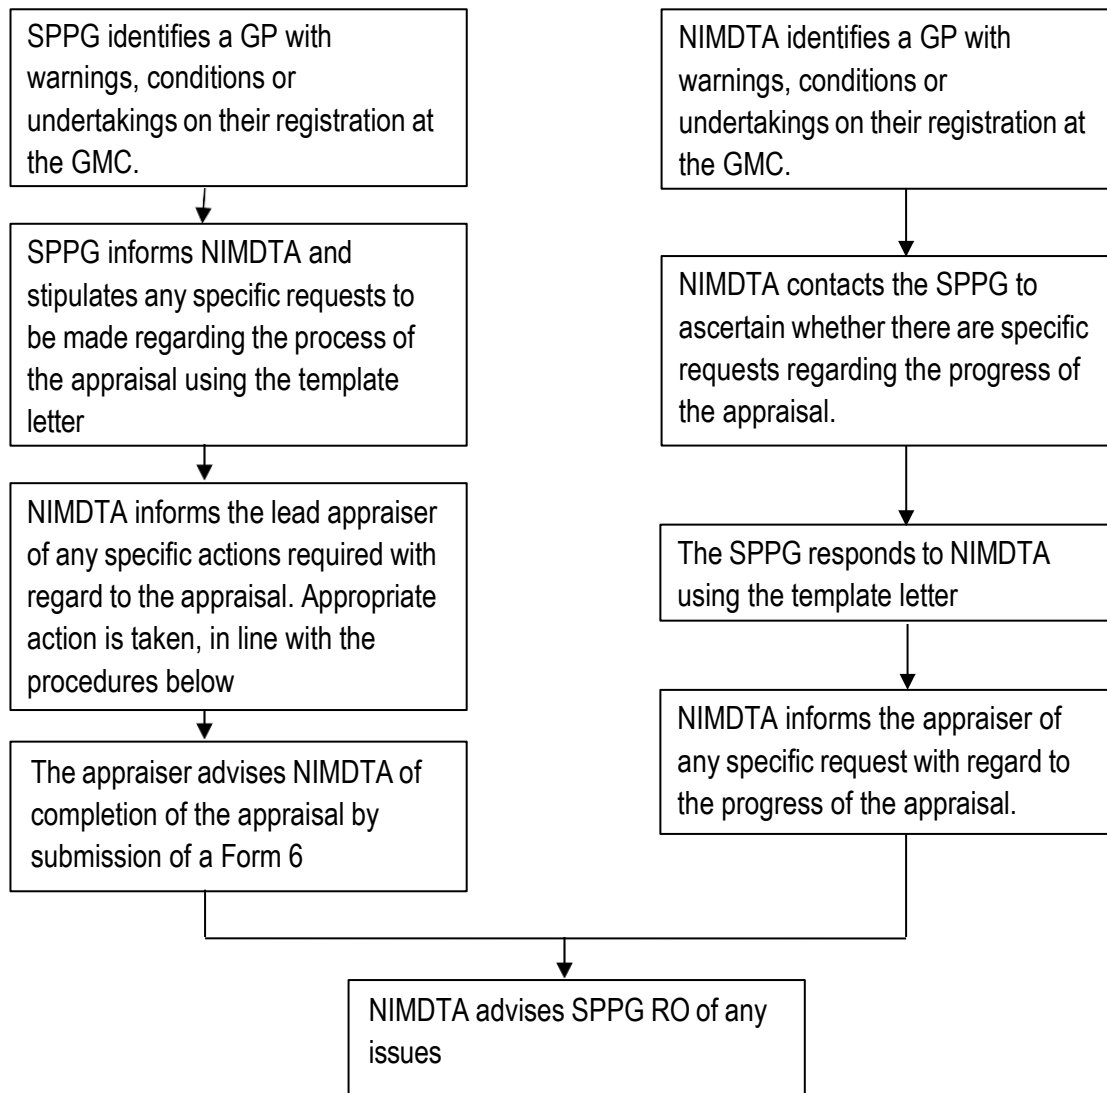 SPPG identifies a GP with
warnings, conditions or
undertakings on their registration at
the GMC.
SPPG informs NIMDTA and
stipulates any specific requests to
be made regarding the process of
the appraisal using the template
letter
NIMDTA informs the lead appraiser
of any specific actions required with
regard to the appraisal. Appropriate
action is taken, in line with the
procedures below
The appraiser advises NIMDTA of
completion of the appraisal by
submission of a Form 6
NIMDTA identifies a GP with
warnings, conditions or
undertakings on their registration at
the GMC.
NIMDTA contacts the SPPG to
ascertain whether there are specific
requests regarding the progress of
the appraisal.
The SPPG responds to NIMDTA
using the template letter
NIMDTA informs the appraiser of
any specific request with regard to
the progress of the appraisal.
NIMDTA advises SPPG RO of any
issues